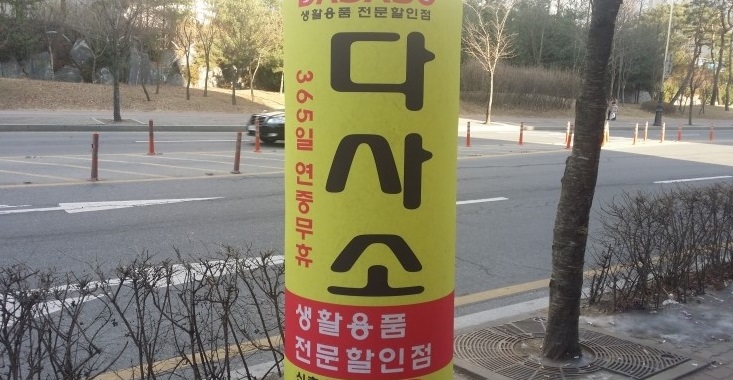 DASASO
생활용품 전문할인점
다사소
365일 연중무휴
생활용품
전문할인점